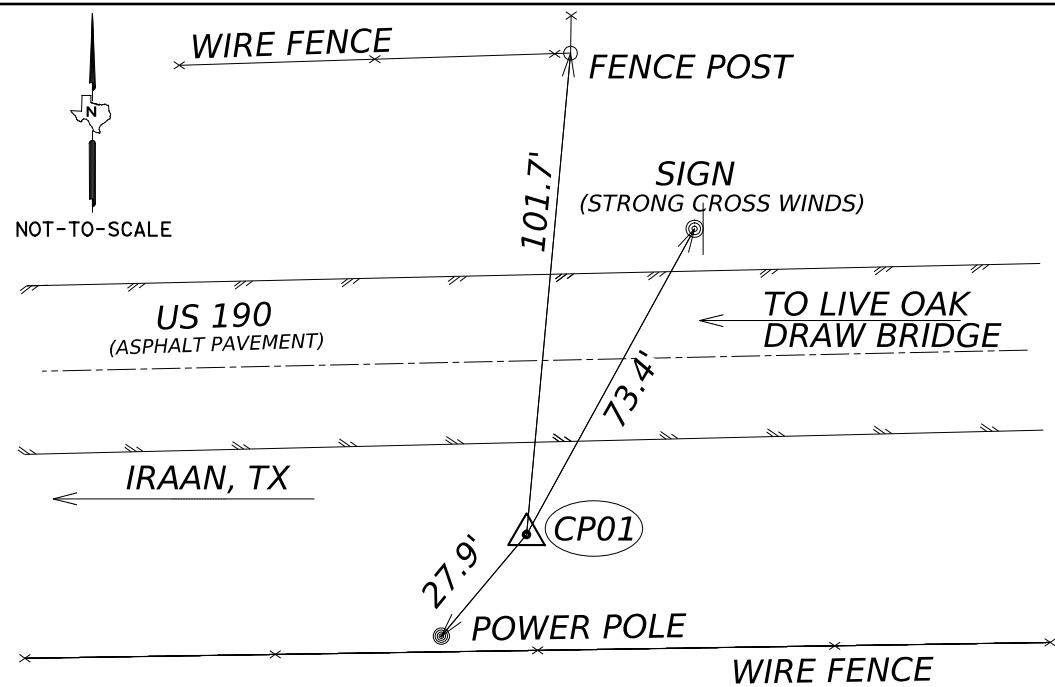 WIRE FENCE
FENCE POST
N
NOT-TO-SCALE
101.7'
SIGN
(STRONG CROSS WINDS)
US 190
(ASPHALT PAVEMENT)
TO LIVE OAK
DRAW BRIDGE
73.4'
IRAAN, TX
CP01
27.9'
POWER POLE
WIRE FENCE